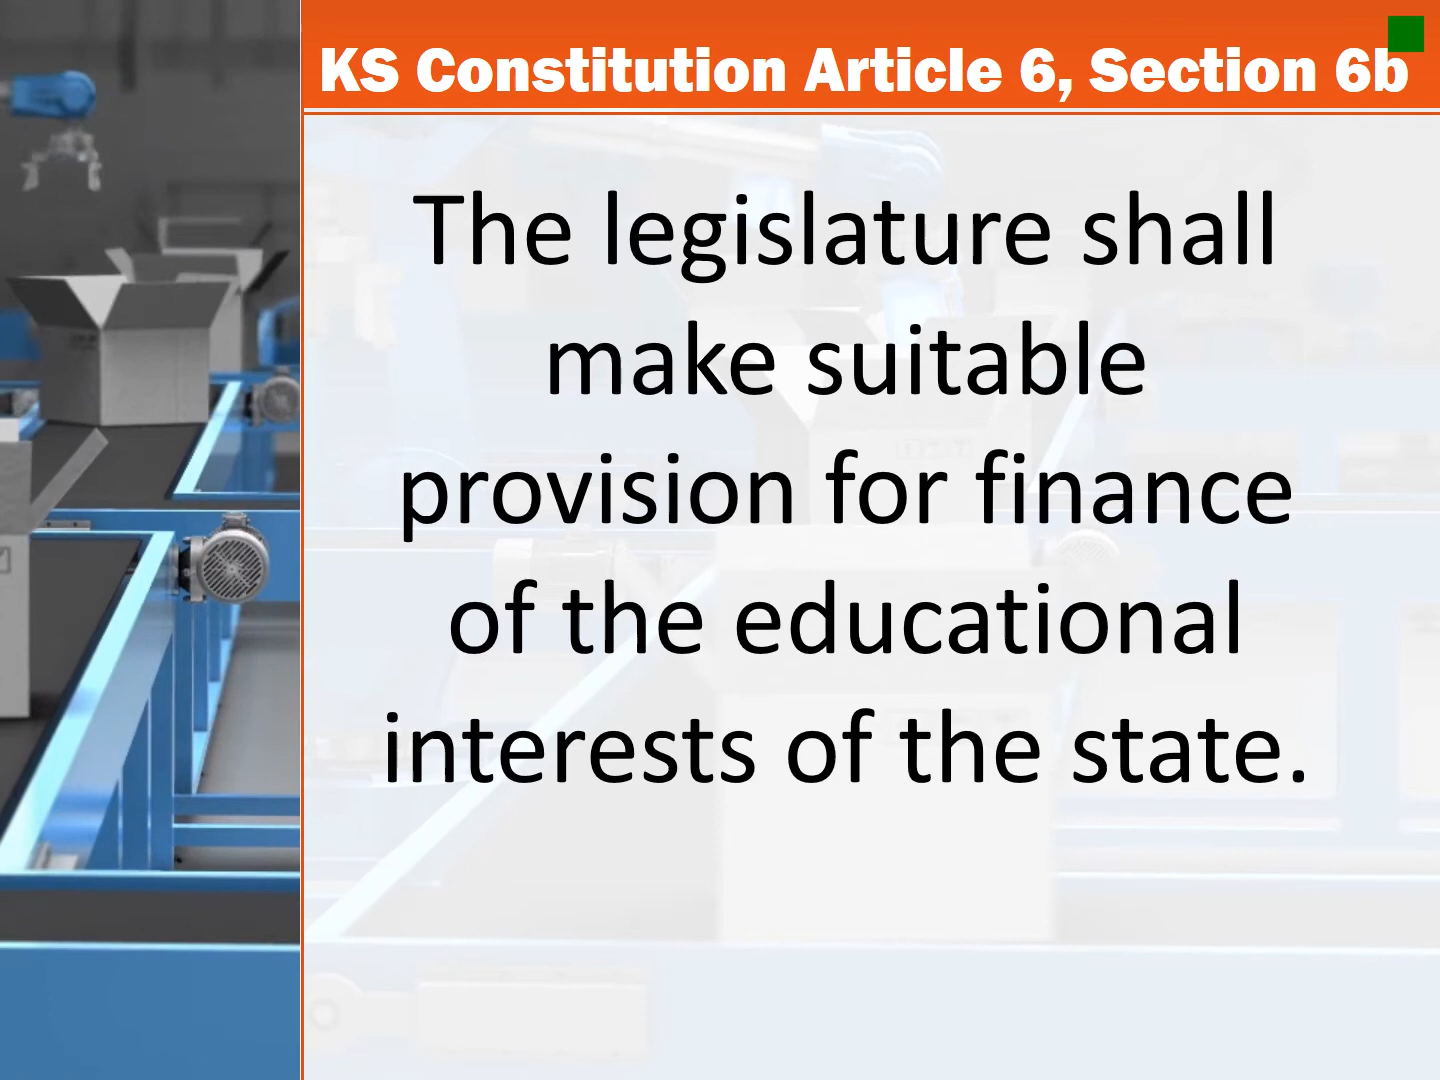 KS Constitution Article 6, Section 6b
The legislature shall
make suitable
provision for finance
of the educational
interests of the state.